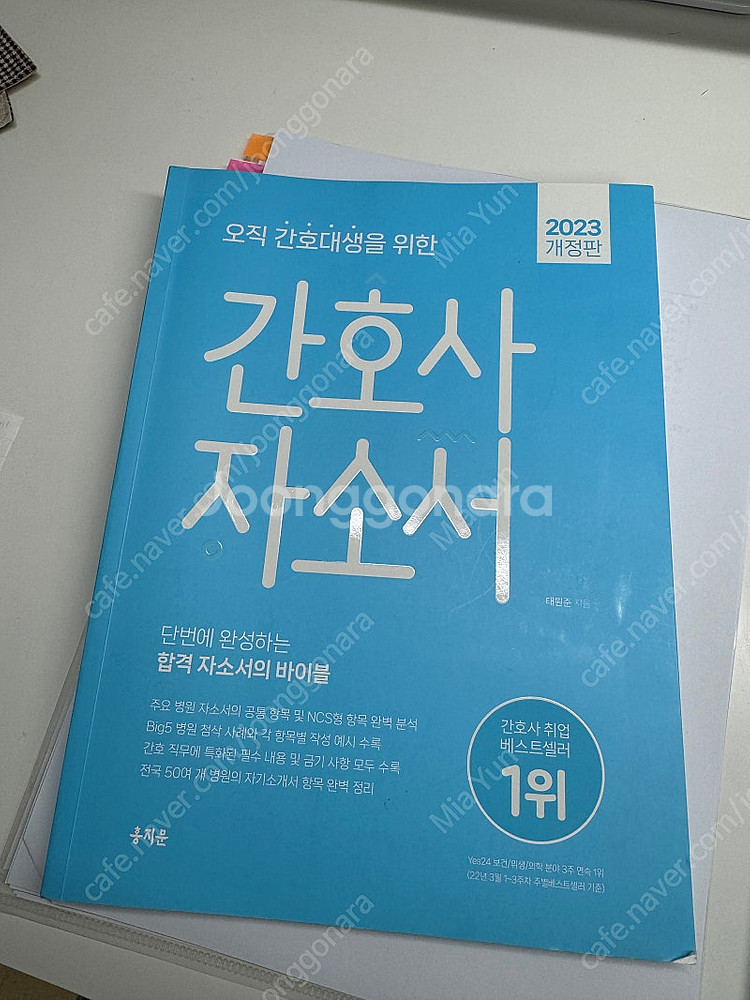 오직 간호대생을 위한
2023
개정판
간호사
자소서
태원준 지음
단번에 완성하는
합격 자소서의 바이블
주요 병원 자소서의 공통 항목 및 NCS형 항목 완벽 분석
Big5 병원 첨삭 사례와 각 항목별 작성 예시 수록
간호 직무에 특화된 필수 내용 및 금기 사항 모두 수록
전국 50여 개 병원의 자기소개서 항목 완벽 정리
간호사 취업
베스트셀러
1위
Yes24 보건/위생/의학 분야 3주 연속 1위
(22년 3월 1~3주차 주별베스트셀러 기준)
홍지문
Joonggonara
cafe.naver.com/joonggonara
Mia Yun